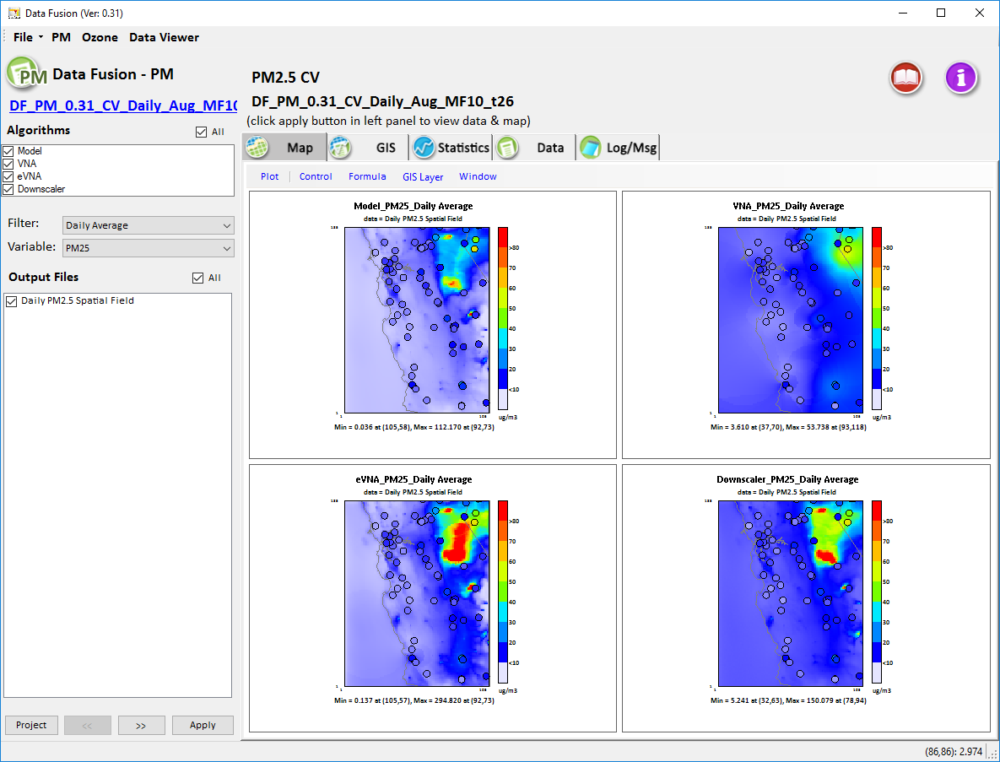 Data Fusion (Ver: 0.31)
File PM Ozone Data Viewer
PM Data Fusion - PM
DF_PM_0.31_CV_Daily_Aug_MF10
Algorithms
All
Model
VNA
eVNA
Downscaler
Filter: Daily Average
Variable: PM25
Output Files
All
Daily PM2.5 Spatial Field
Project << >> Apply
PM2.5 CV
DF_PM_0.31_CV_Daily_Aug_MF10_t26
(click apply button in left panel to view data & map)
Map GIS Statistics Data Log/Msg
Plot Control Formula GIS Layer Window
Model_PM25_Daily Average
data = Daily PM2.5 Spatial Field
>80
70
60
50
40
30
20
<10
ug/m3
1
1
Min = 0.036 at (105,58), Max = 112.170 at (92,73)
VNA_PM25_Daily Average
data = Daily PM2.5 Spatial Field
>80
70
60
50
40
30
20
<10
ug/m3
1
1
Min = 3.610 at (37,70), Max = 53.738 at (93,118)
eVNA_PM25_Daily Average
data = Daily PM2.5 Spatial Field
>80
70
60
50
40
30
20
<10
ug/m3
1
1
Min = 0.137 at (105,57), Max = 294.820 at (92,73)
Downscaler_PM25_Daily Average
data = Daily PM2.5 Spatial Field
>80
70
60
50
40
30
20
<10
ug/m3
1
1
Min = 5.241 at (32,63), Max = 150.079 at (78,94)
(86,86): 2.974